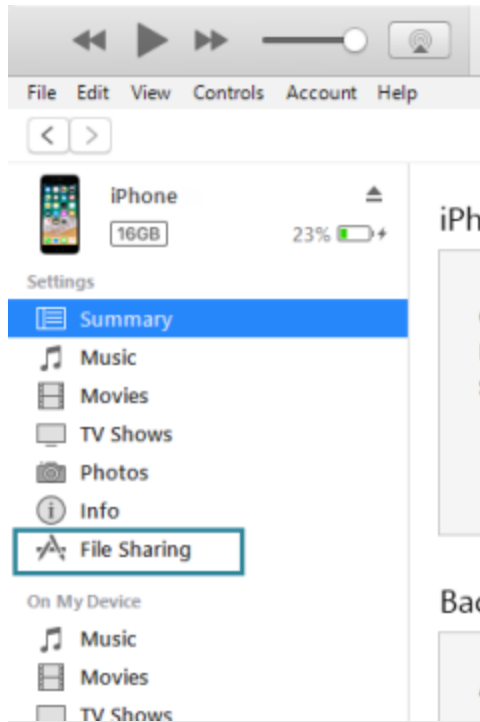 File Edit View Controls Account Help
iPhone
16GB 23%
Settings
Summary
Music
Movies
TV Shows
Photos
Info
File Sharing
On My Device
Music
Movies
TV Shows
iPh
Bac